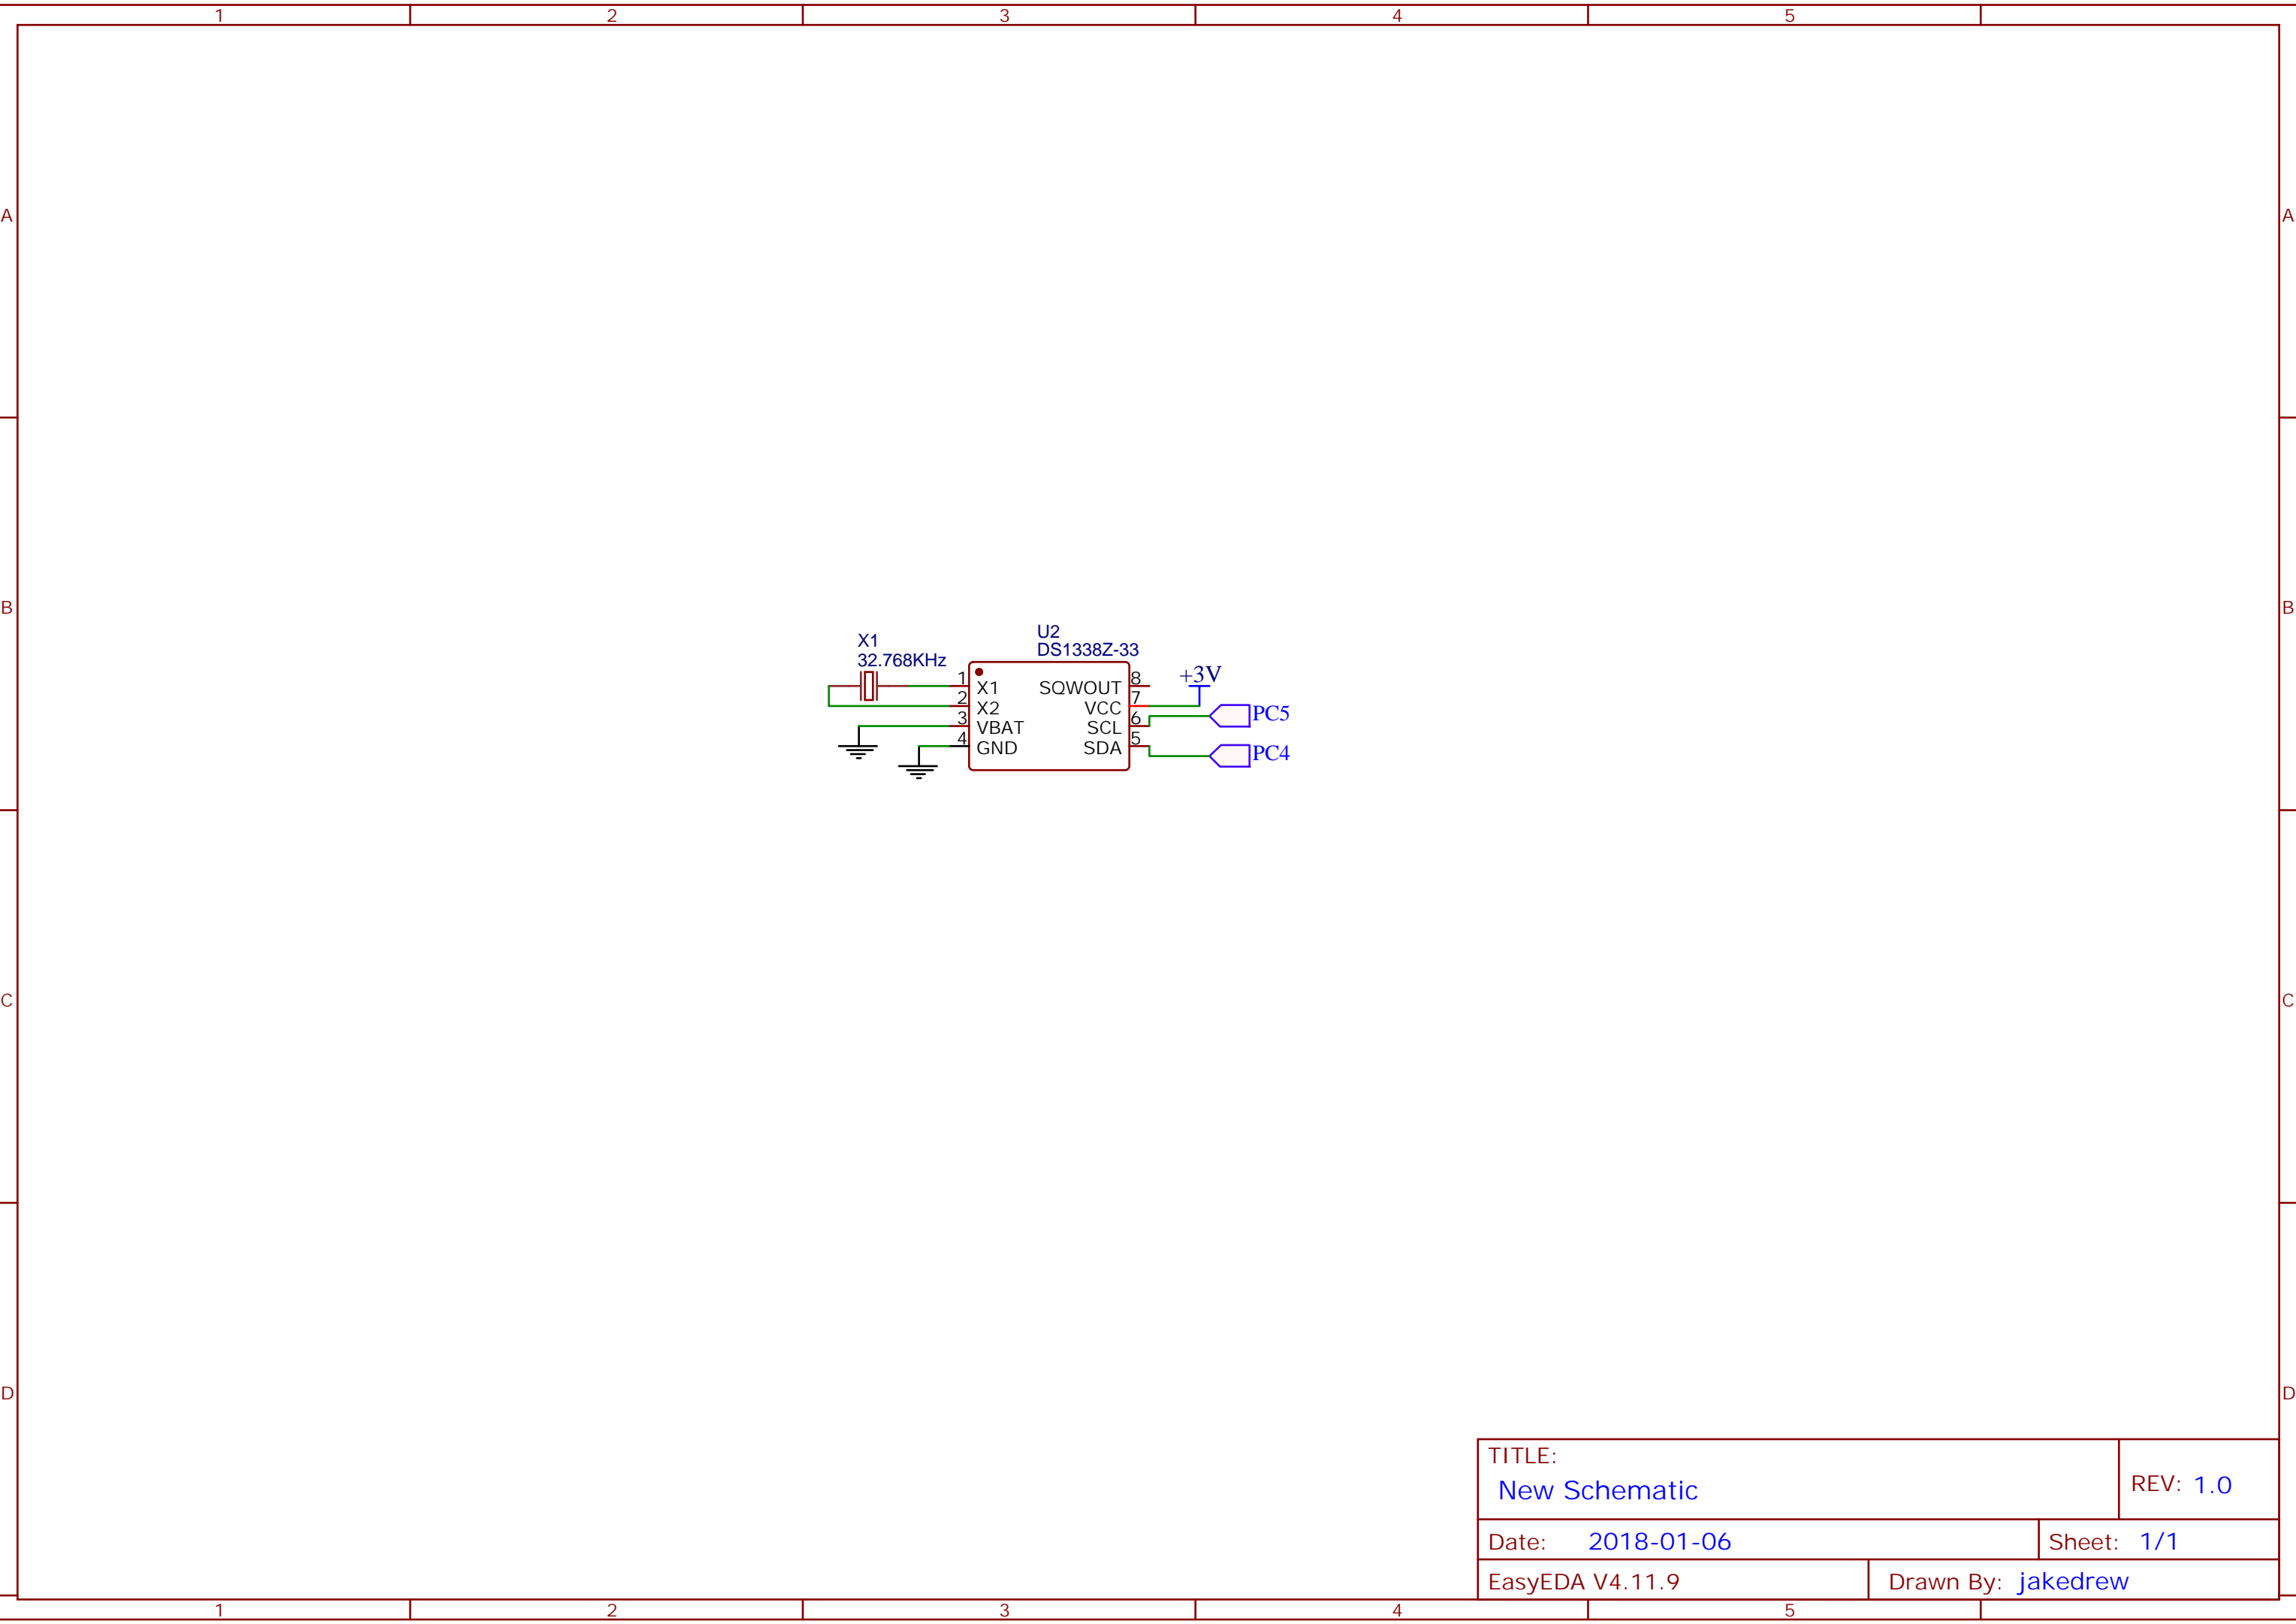 1 2 3 4 5
A A
B B
U2
X1
DS1338Z-33
32.768KHz
+3V
1 8
X1 SQWOUT
2 7
X2 VCC
PC5
3 6
VBAT SCL
4 5
GND SDA
PC4
C C
D D
TITLE:
New Schematic
REV: 1.0
Date: 2018-01-06
Sheet: 1/1
EasyEDA V4.11.9
Drawn By: jakedrew
1 2 3 4 5